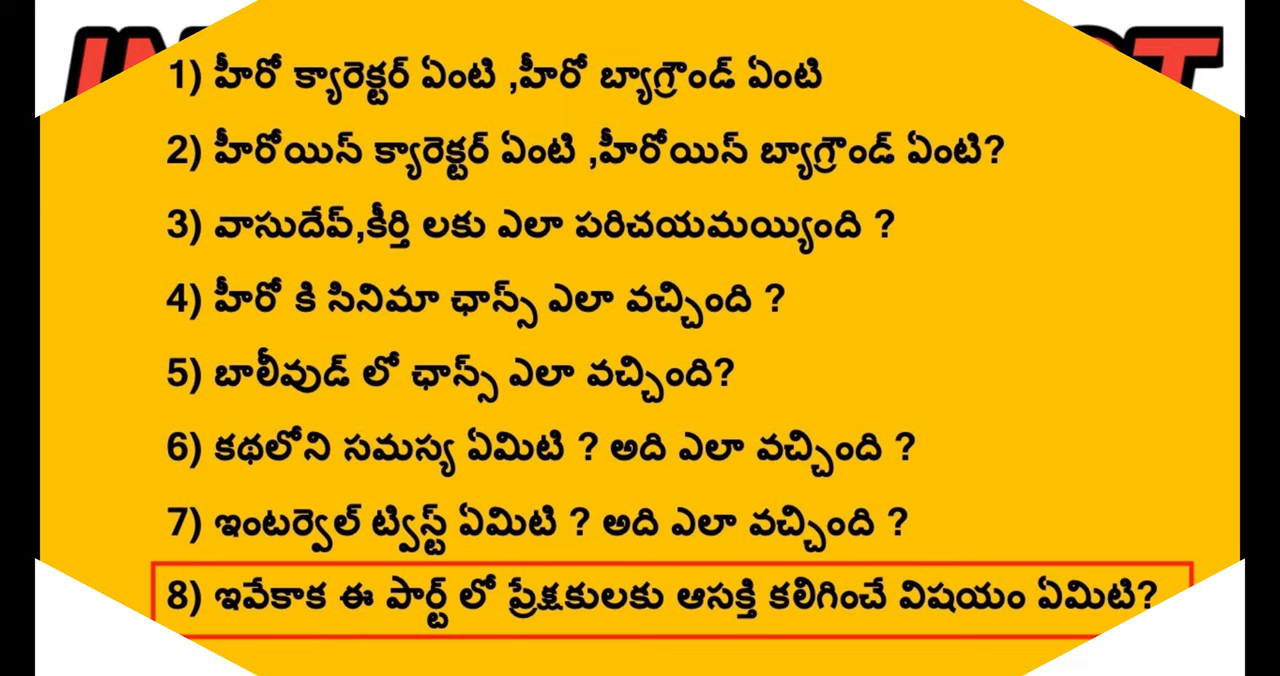 1) హీరో క్యారెక్టర్ ఏంటి ,హీరో బ్యాగ్రౌండ్ ఏంటి
2) హీరోయిన్ క్యారెక్టర్ ఏంటి ,హీరోయిన్ బ్యాగ్రౌండ్ ఏంటి?
3) వాసుదేవ్,కీర్తి లకు ఎలా పరిచయమయ్యింది ?
4) హీరో కి సినిమా ఛాన్స్ ఎలా వచ్చింది ?
5) బాలీవుడ్ లో ఛాన్స్ ఎలా వచ్చింది?
6) కథలోని సమస్య ఏమిటి ? అది ఎలా వచ్చింది ?
7) ఇంటర్వెల్ ట్విస్ట్ ఏమిటి ? అది ఎలా వచ్చింది ?
8) ఇవేకాక ఈ పార్ట్ లో ప్రేక్షకులకు ఆసక్తి కలిగించే విషయం ఏమిటి?